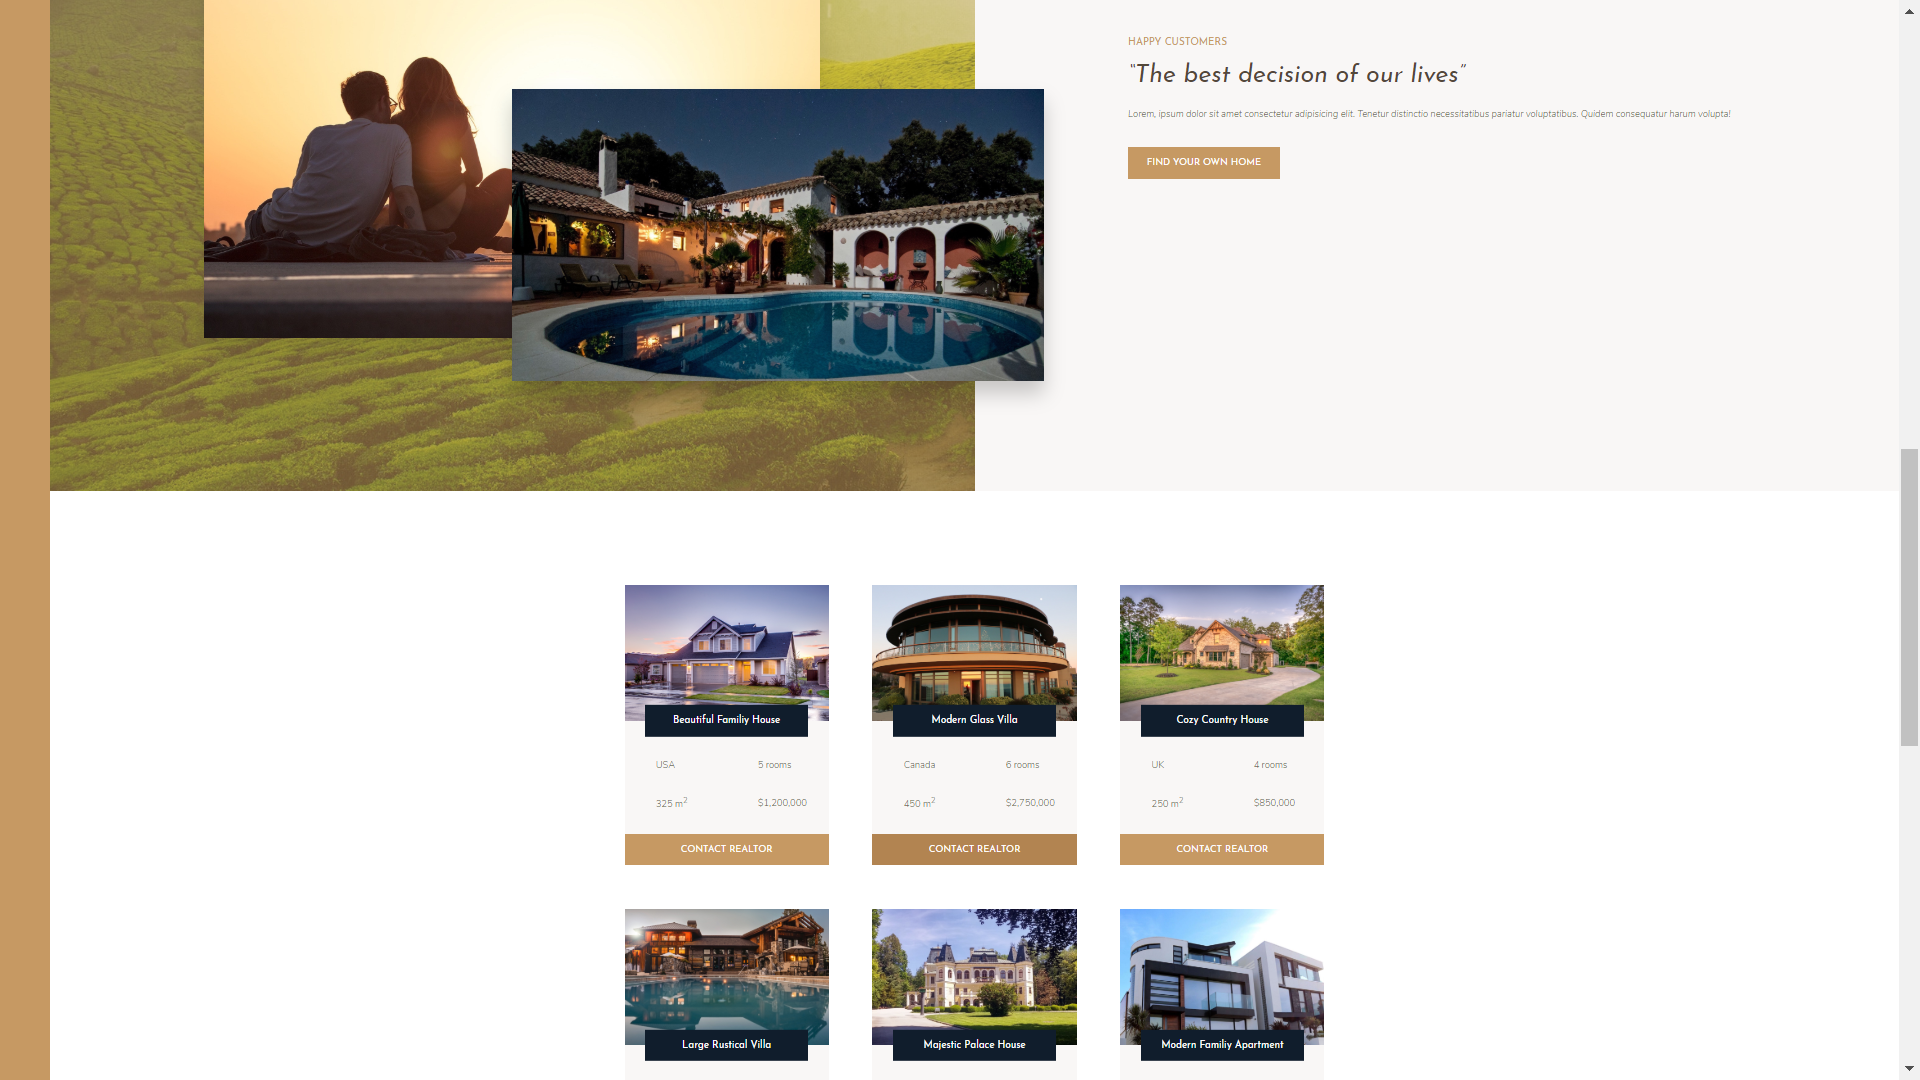 HAPPY CUSTOMERS
"The best decision of our lives"
Lorem, ipsum dolor sit amet consectetur adipisicing elit. Tenetur distinctio necessitatibus pariatur voluptatibus. Quidem consequatur harum volupta!
FIND YOUR OWN HOME
Beautiful Familiy House
USA
5 rooms
325 m²
$1,200,000
CONTACT REALTOR
Modern Glass Villa
Canada
6 rooms
450 m²
$2,750,000
CONTACT REALTOR
Cozy Country House
UK
4 rooms
250 m²
$850,000
CONTACT REALTOR
Large Rustical Villa
Majestic Palace House
Modern Familiy Apartment